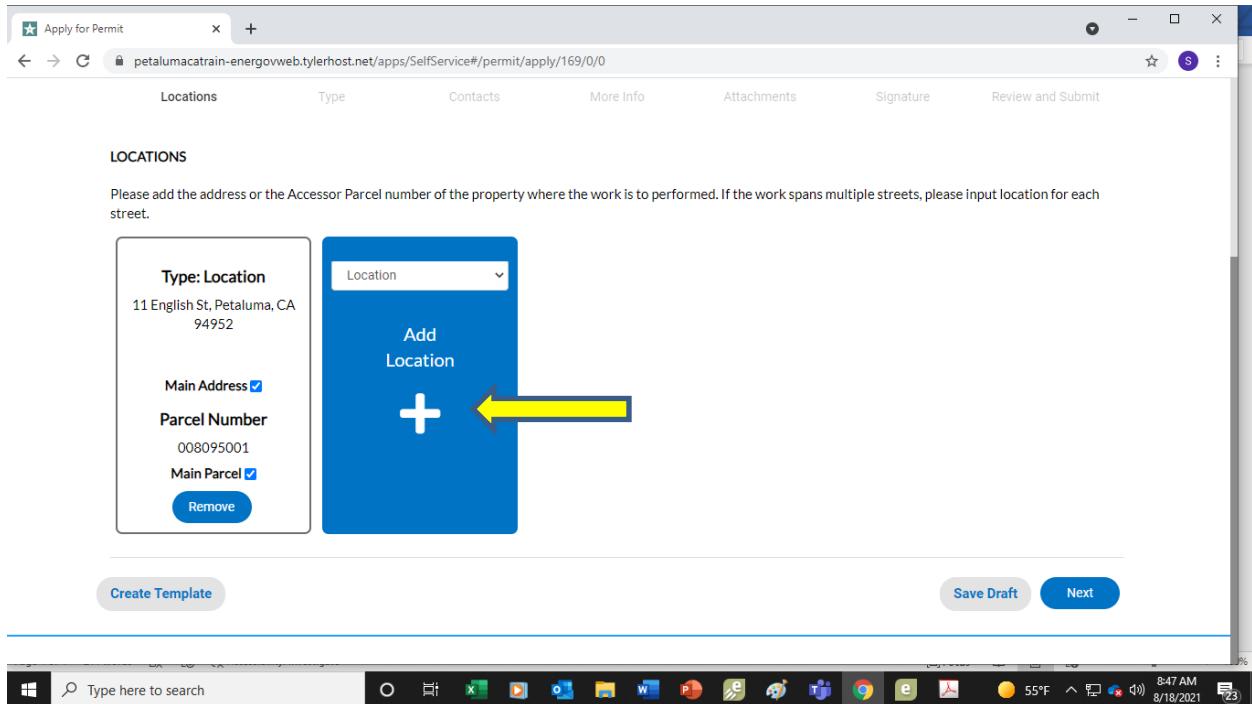 Apply for Permit
petalumacatrain-energovweb.tylerhost.net/apps/SelfService#/permit/apply/169/0/0
S
Locations Type Contacts More Info Attachments Signature Review and Submit
LOCATIONS
Please add the address or the Accessor Parcel number of the property where the work is to performed. If the work spans multiple streets, please input location for each
street.
Type: Location
11 English St, Petaluma, CA
94952
Main Address
Parcel Number
008095001
Main Parcel
Remove
Location
Add
Location
Create Template
Save Draft
Next
Type here to search
55°F
8:47 AM
8/18/2021
23